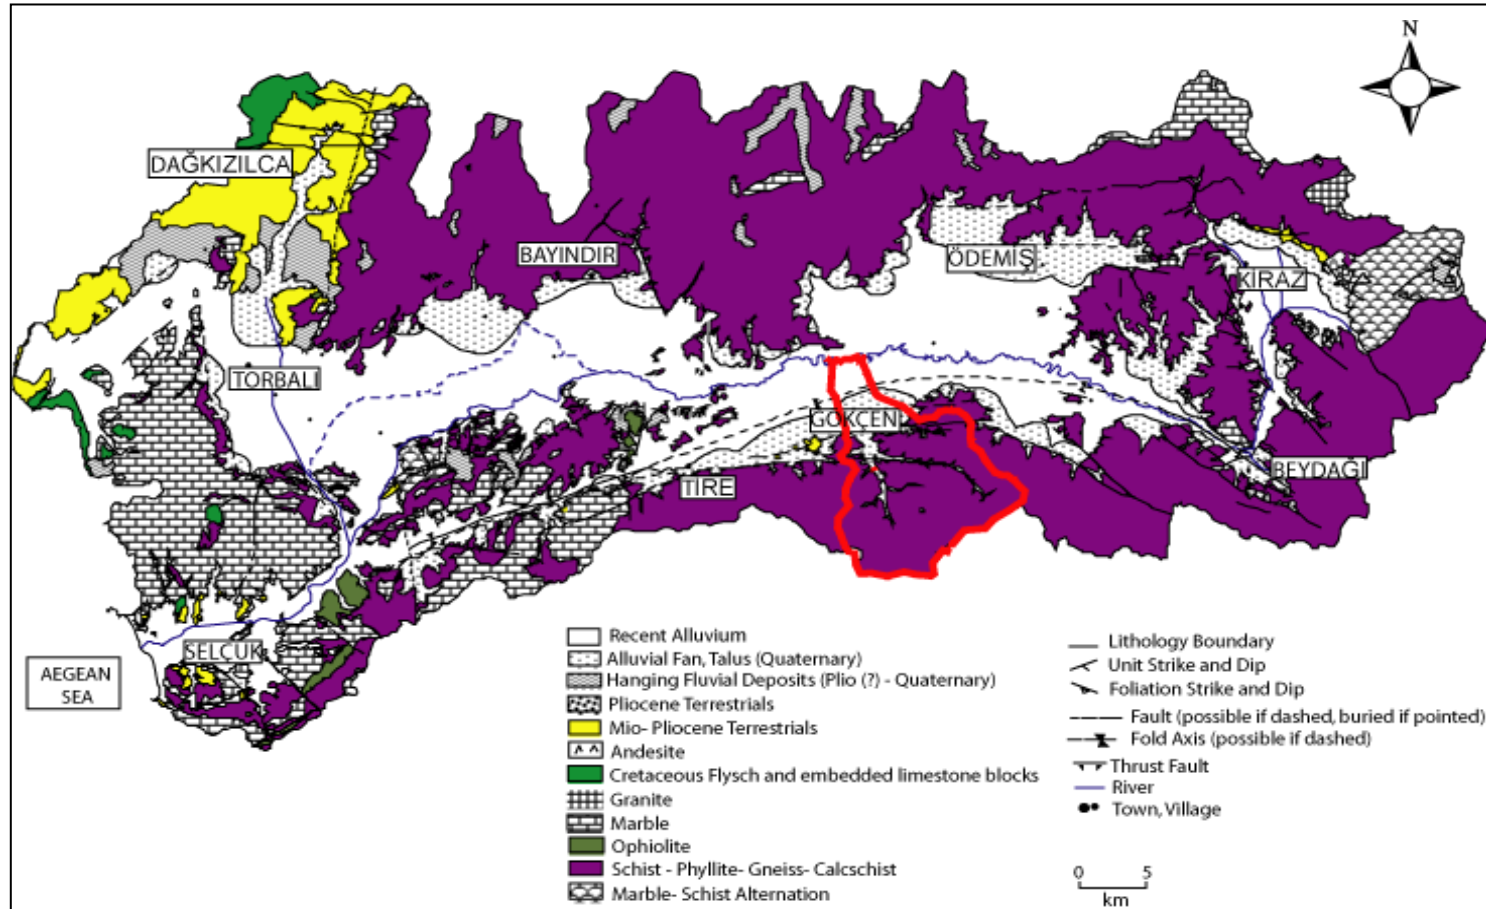 N
DAĞKIZILCA
BAYINDIR
ÖDEMİŞ
KIRAZ
TORBALI
GÖKÇEN
TİRE
BEYDAĞI
SELÇUK
AEGEAN
SEA
Recent Alluvium
Alluvial Fan, Talus (Quaternary)
Hanging Fluvial Deposits (Plio (?) - Quaternary)
Pliocene Terrestrials
Mio- Pliocene Terrestrials
Andesite
Cretaceous Flysch and embedded limestone blocks
Granite
Marble
Ophiolite
Schist - Phyllite- Gneiss- Calcschist
Marble- Schist Alternation
Lithology Boundary
Unit Strike and Dip
Foliation Strike and Dip
Fault (possible if dashed, buried if pointed)
Fold Axis (possible if dashed)
Thrust Fault
River
Town, Village
0 5
km